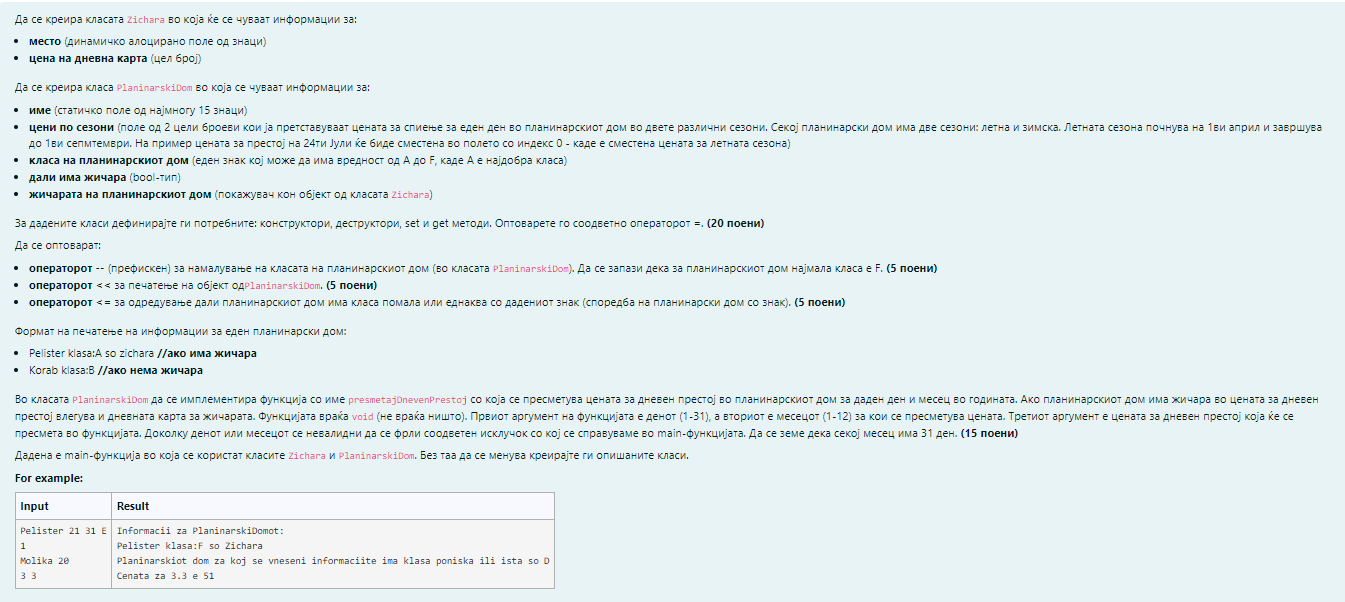 Да се креира класата Zichara во која ќе се чуваат информации за:
место (динамичко алоцирано поле од знаци)
цена на дневна карта (цел број)
Да се креира класа PlaninarskiDom во која се чуваат информации за:
име (статичко поле од најмногу 15 знаци)
цени по сезони (поле од 2 цели броеви кои ја претставуваат цената за спиење за еден ден во планинарскиот дом во двете различни сезони. Секој планинарски дом има две сезони: летна и зимска. Летната сезона почнува на 1ви април и завршува
до 1ви сепмтември. На пример цената за престој на 24ти Јули ќе биде сместена во полето со индекс 0 - каде е сместена цената за летната сезона)
класа на планинарскиот дом (еден знак кој може да има вредност од A до F, каде A е најдобра класа)
дали има жичара (bool-тип)
жичарата на планинарскиот дом (покажувач кон објект од класата Zichara)
За дадените класи дефинирајте ги потребните: конструктори, деструктори, set и get методи. Оптоварете го соодветно операторот =. (20 поени)
Да се оптоварат:
операторот -- (префискен) за намалување на класата на планинарскиот дом (во класата PlaninarskiDom). Да се запази дека за планинарскиот дом најмала класа е F. (5 поени)
операторот << за печатење на објект одPlaninarskiDom. (5 поени)
операторот <= за одредување дали планинарскиот дом има класа помала или еднаква со дадениот знак (споредба на планинарски дом со знак). (5 поени)
Формат на печатење на информации за еден планинарски дом:
Pelister klasa:A so zichara //ако има жичара
Korab klasa:B //ако нема жичара
Во класата PlaninarskiDom да се имплементира функција со име presmetajDnevenPrestoj со која се пресметува цената за дневен престој во планинарскиот дом за даден ден и месец во годината. Ако планинарскиот дом има жичара во цената за дневен
престој влегува и дневната карта за жичарата. Функцијата враќа void (не враќа ништо). Првиот аргумент на функцијата е денот (1-31), а вториот е месецот (1-12) за кои се пресметува цената. Третиот аргумент е цената за дневен престој која ќе се
пресмета во функцијата. Доколку денот или месецот се невалидни да се фрли соодветен исклучок со кој се справуваме во main-функцијата. Да се земе дека секој месец има 31 ден. (15 поени)
Дадена е main-функција во која се користат класите Zichara и PlaninarskiDom. Без таа да се менува креирајте ги опишаните класи.
For example:
Input Result
Pelister 21 31 E Informacii za PlaninarskiDomot:
1 Pelister klasa:F so Zichara
Molika 20 Planinarskiot dom za koj se vneseni informaciite ima klasa poniska ili ista so D
3 3 Cenata za 3.3 e 51